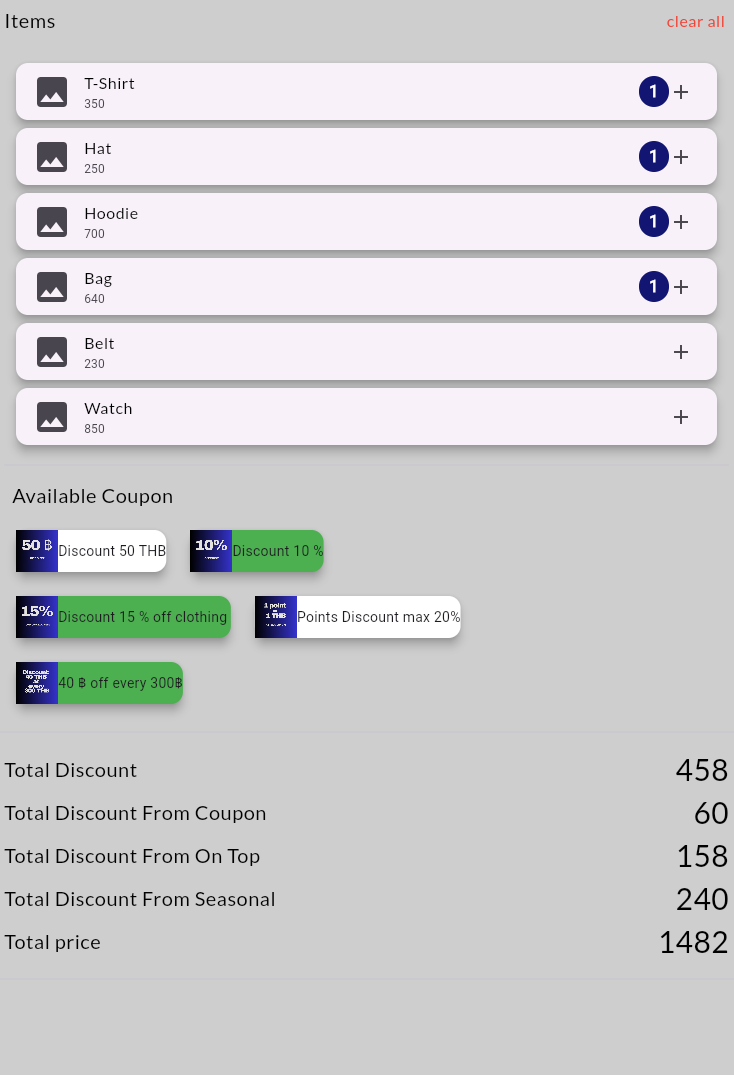 Items clear all
T-Shirt
350
1
Hat
250
1
Hoodie
700
1
Bag
640
1
Belt
230
Watch
850
Available Coupon
50 ฿
Discount 50 THB
10%
Discount 10 %
15%
Discount 15 % off clothing
1 point
=
1 THB
Points Discount max 20%
Discount
40 THB
at
every
300 THB
40 ฿ off every 300฿
Total Discount 458
Total Discount From Coupon 60
Total Discount From On Top 158
Total Discount From Seasonal 240
Total price 1482